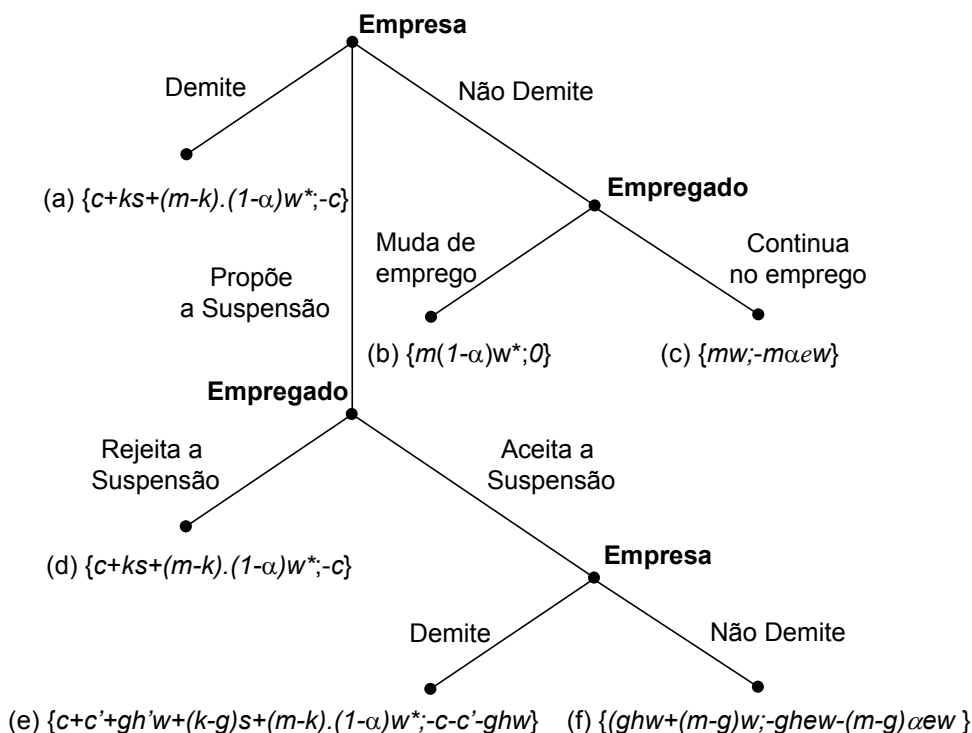 Empresa
Demite
Não Demite
(a) {c+ks+(m-k).(1-α)w*;-c}
Empregado
Muda de
emprego
Continua
no emprego
Propõe
a Suspensão
(b) {m(1-α)w*;0}
(c) {mw;-mαew}
Empregado
Rejeita a
Suspensão
Aceita a
Suspensão
(d) {c+ks+(m-k).(1-α)w*;-c}
Empresa
Demite
Não Demite
(e) {c+c'+gh'w+(k-g)s+(m-k).(1-α)w*;-c-c'-ghw}
(f) {(ghw+(m-g)w;-ghew-(m-g)αew }